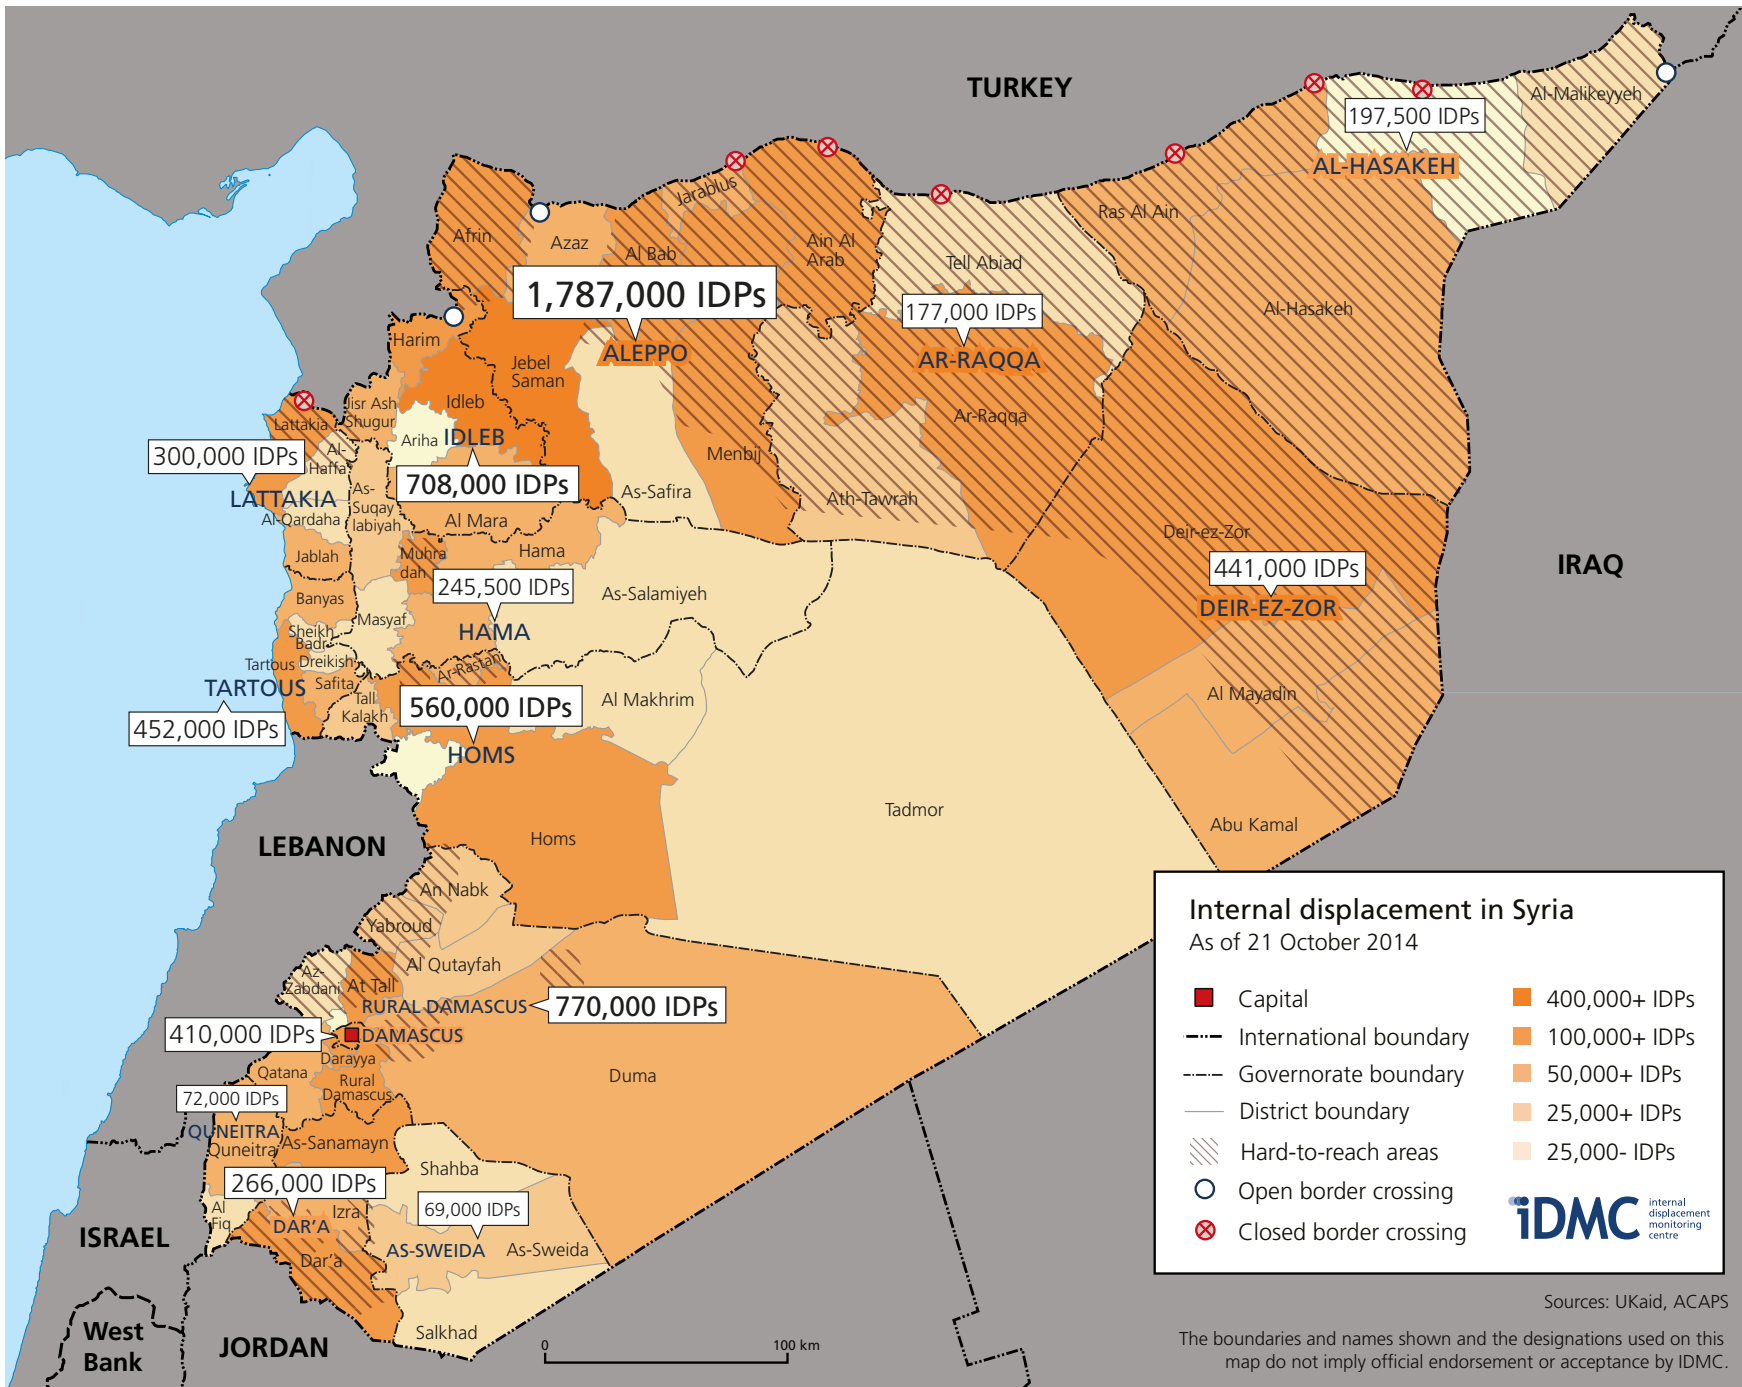 TURKEY
Al-Malikeyyeh
197,500 IDPs
AL-HASAKEH
Jarablus
Ras Al Ain
Afrin
Azaz
Al Bab
Ain Al
Arab
Tell Abiad
1,787,000 IDPs
177,000 IDPs
Al-Hasakeh
Harim
ALEPPO
AR-RAQQA
Jebel
Saman
Idleb
Jisr Ash
Shugur
Ar-Raqqa
Lattakia
Ariha
IDLEB
Al-
Haffa
300,000 IDPs
Menbij
708,000 IDPs
LATTAKIA
As-
Suqay
labiyah
As-Safira
Ath-Tawrah
Al-Qardaha
Al Mara
Deir-ez-Zor
Jablah
Muhra
dah
Hama
IRAQ
441,000 IDPs
245,500 IDPs
Banyas
As-Salamiyeh
DEIR-EZ-ZOR
Masyaf
HAMA
Sheikh
Badr
Tartous
Dreikish
Ar-Rastan
TARTOUS
Safita
Al Mayadin
Tall
Kalakh
560,000 IDPs
Al Makhrim
452,000 IDPs
HOMS
Tadmor
Abu Kamal
Homs
LEBANON
An Nabk
Yabroud
Al Qutayfah
Az-
Zabdani
At Tall
RURAL DAMASCUS
770,000 IDPs
410,000 IDPs
DAMASCUS
Darayya
Qatana
Rural
Damascus
Duma
72,000 IDPs
QUNEITRA
Quneitra
As-Sanamayn
Shahba
266,000 IDPs
Al
Fiq
Izra
DAR'A
69,000 IDPs
ISRAEL
AS-SWEIDA
As-Sweida
Dar'a
West
Bank
JORDAN
Salkhad
0
100 km
Internal displacement in Syria
As of 21 October 2014
Capital
International boundary
Governorate boundary
District boundary
Hard-to-reach areas
Open border crossing
Closed border crossing
400,000+ IDPs
100,000+ IDPs
50,000+ IDPs
25,000+ IDPs
25,000- IDPs
iDMC
internal
displacement
monitoring
centre
Sources: UKaid, ACAPS
The boundaries and names shown and the designations used on this
map do not imply official endorsement or acceptance by IDMC.